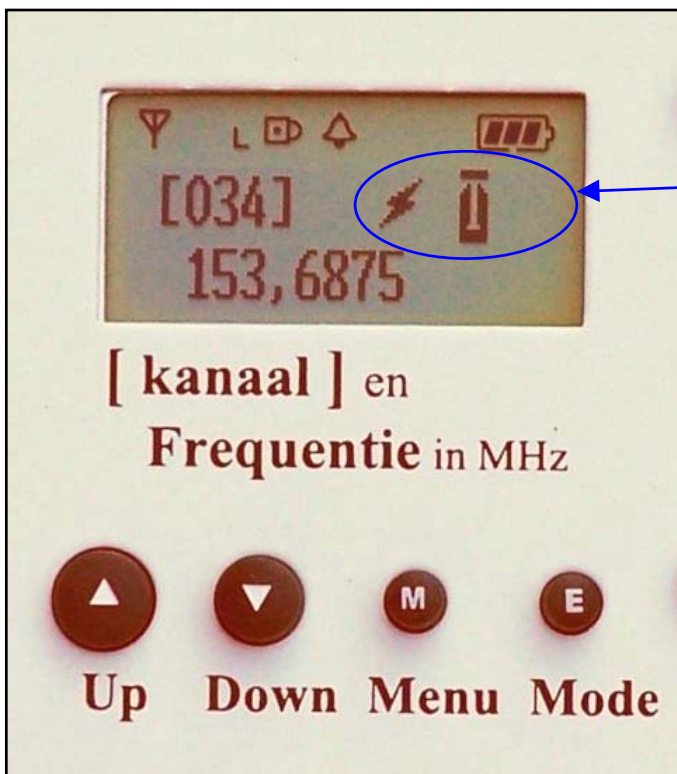 L
[034]
153,6875
[ kanaal ] en
Frequentie in MHz
M E
Up Down Menu Mode